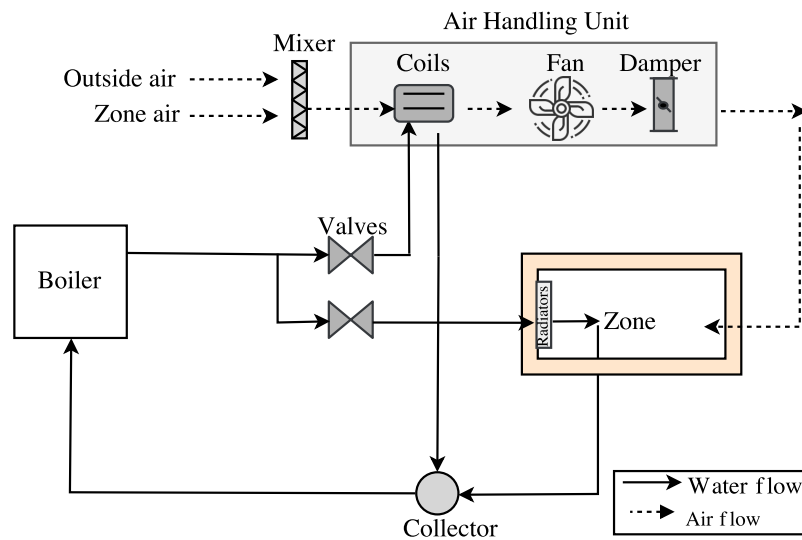 Air Handling Unit
Mixer
Coils
Fan
Damper
Outside air
Zone air
Valves
Boiler
Radiators
Zone
Collector
Water flow
Air flow